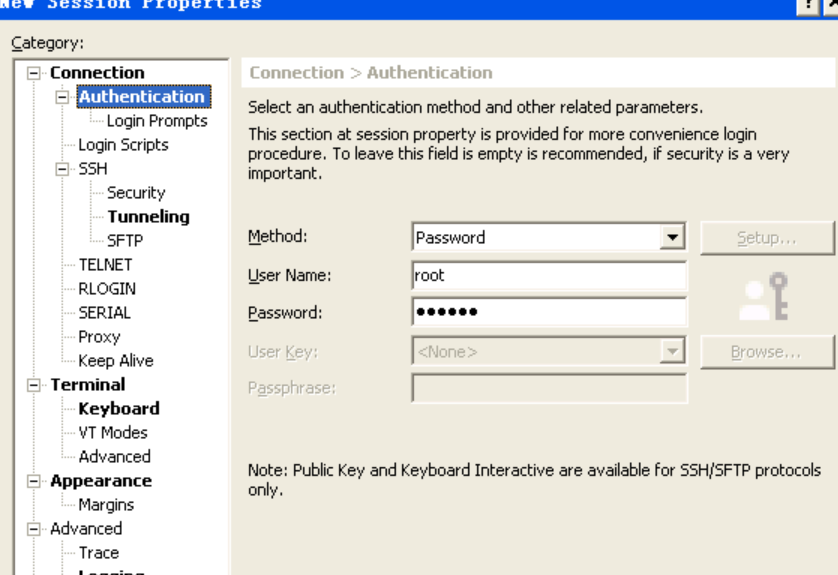 New Session Properties
Category:
Connection
Authentication
Login Prompts
Login Scripts
SSH
Security
Tunneling
SFTP
TELNET
RLOGIN
SERIAL
Proxy
Keep Alive
Terminal
Keyboard
VT Modes
Advanced
Appearance
Margins
Advanced
Trace
Logging
Connection > Authentication
Select an authentication method and other related parameters.
This section at session property is provided for more convenience login
procedure. To leave this field is empty is recommended, if security is a very
important.
Method: Password Setup...
User Name: root
Password: ••••••
User Key: <None> Browse...
Passphrase:
Note: Public Key and Keyboard Interactive are available for SSH/SFTP protocols
only.